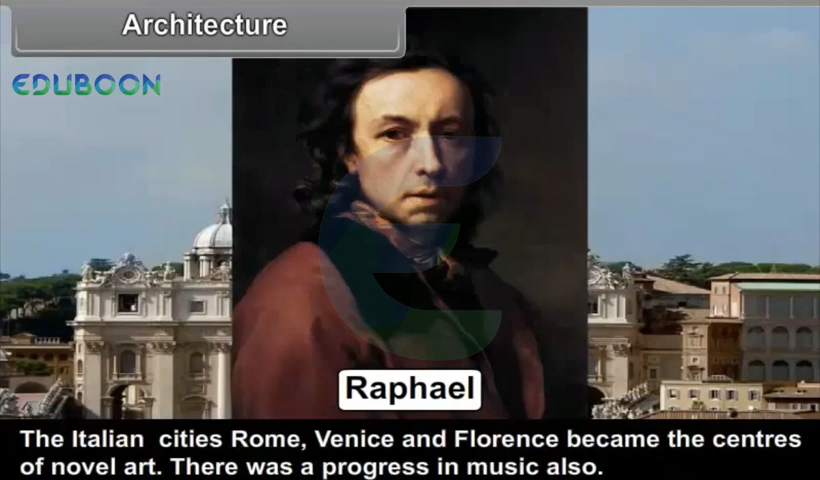 Architecture
EDUBOON
Raphael
The Italian cities Rome, Venice and Florence became the centres
of novel art. There was a progress in music also.